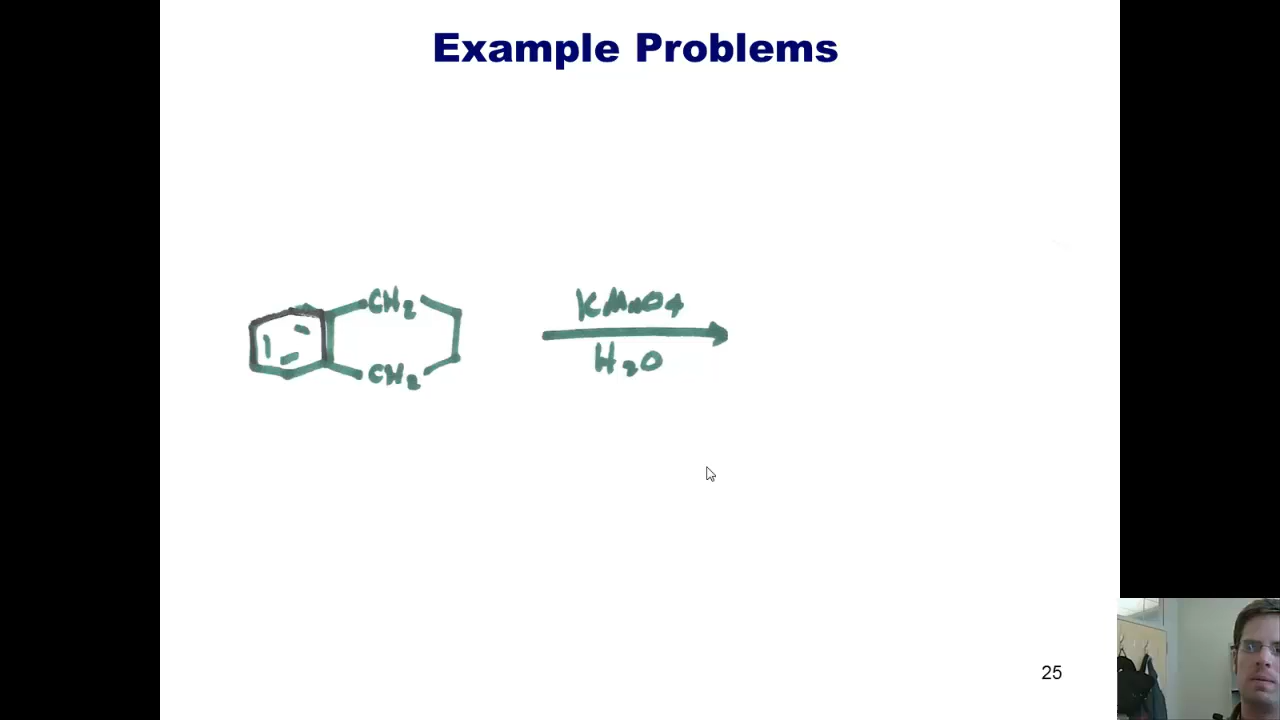 Example Problems
CH₂
KMnO₄
H₂O
CH₂
25